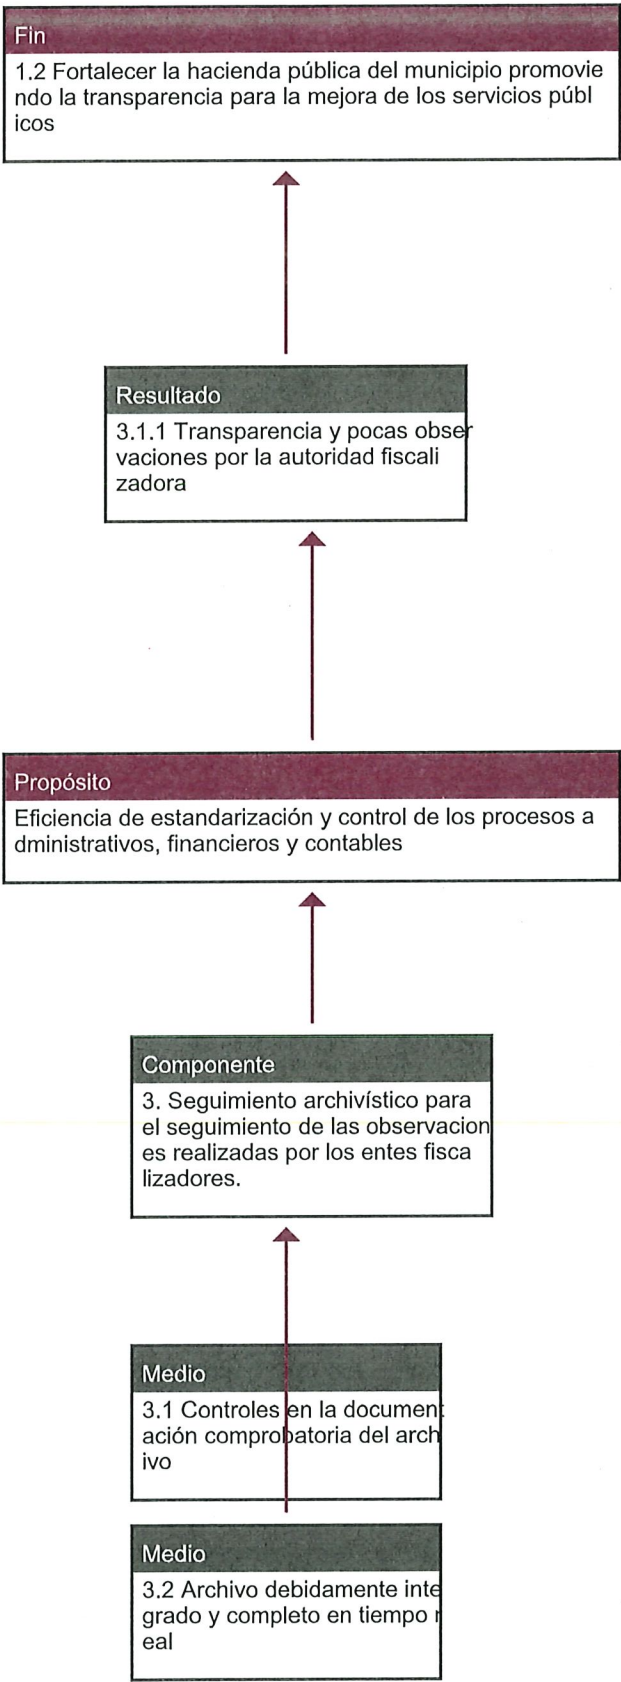 Fin
1.2 Fortalecer la hacienda pública del municipio promovie
ndo la transparencia para la mejora de los servicios públ
icos
Resultado
3.1.1 Transparencia y pocas obser
vaciones por la autoridad fiscali
zadora
Propósito
Eficiencia de estandarización y control de los procesos a
dministrativos, financieros y contables
Componente
3. Seguimiento archivístico para
el seguimiento de las observacion
es realizadas por los entes fisca
lizadores.
Medio
3.1 Controles en la document
ación comprobatoria del arch
ivo
Medio
3.2 Archivo debidamente inte
grado y completo en tiempo r
eal